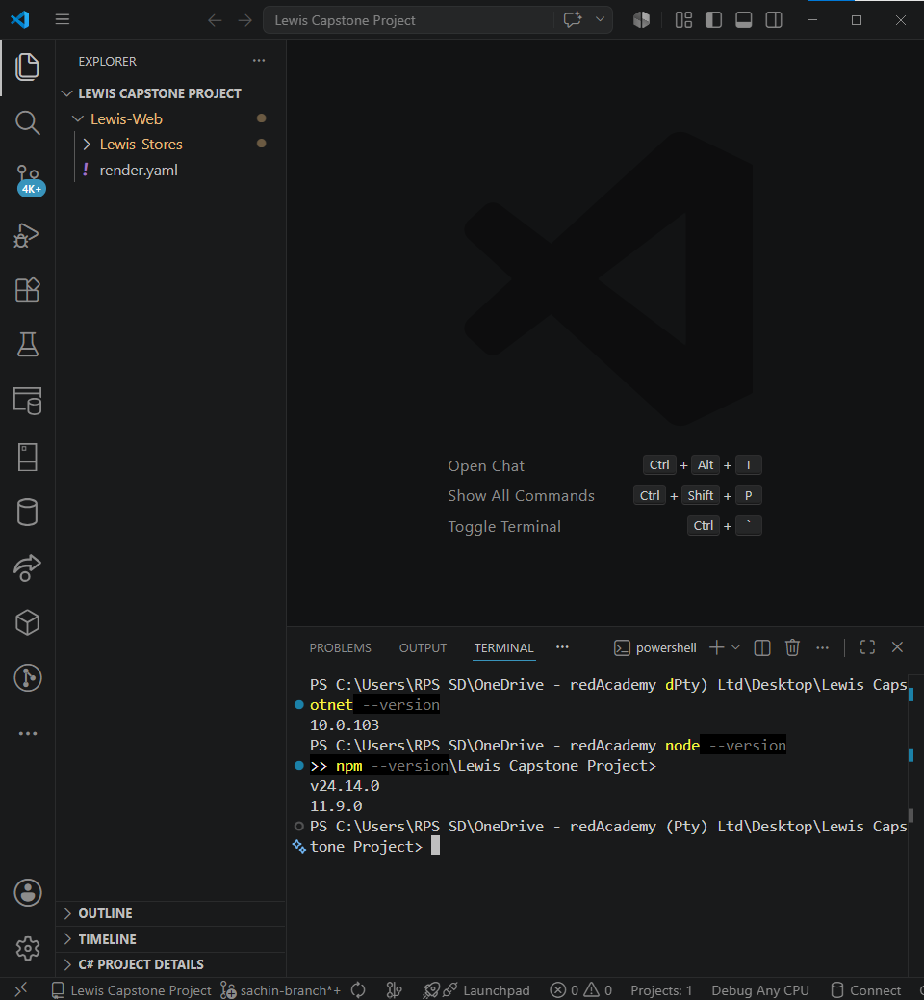 Lewis Capstone Project
EXPLORER
LEWIS CAPSTONE PROJECT
Lewis-Web
Lewis-Stores
! render.yaml
4K+
Open Chat Ctrl + Alt + I
Show All Commands Ctrl + Shift + P
Toggle Terminal Ctrl + `
PROBLEMS OUTPUT TERMINAL ··· powershell
PS C:\Users\RPS SD\OneDrive - redAcademy dPty) Ltd\Desktop\Lewis Caps
otnet --version
10.0.103
PS C:\Users\RPS SD\OneDrive - redAcademy node --version
>> npm --version\Lewis Capstone Project>
v24.14.0
11.9.0
PS C:\Users\RPS SD\OneDrive - redAcademy (Pty) Ltd\Desktop\Lewis Caps
tone Project>
OUTLINE
TIMELINE
C# PROJECT DETAILS
Lewis Capstone Project sachin-branch*+ Launchpad 0 0 Projects: 1 Debug Any CPU Connect